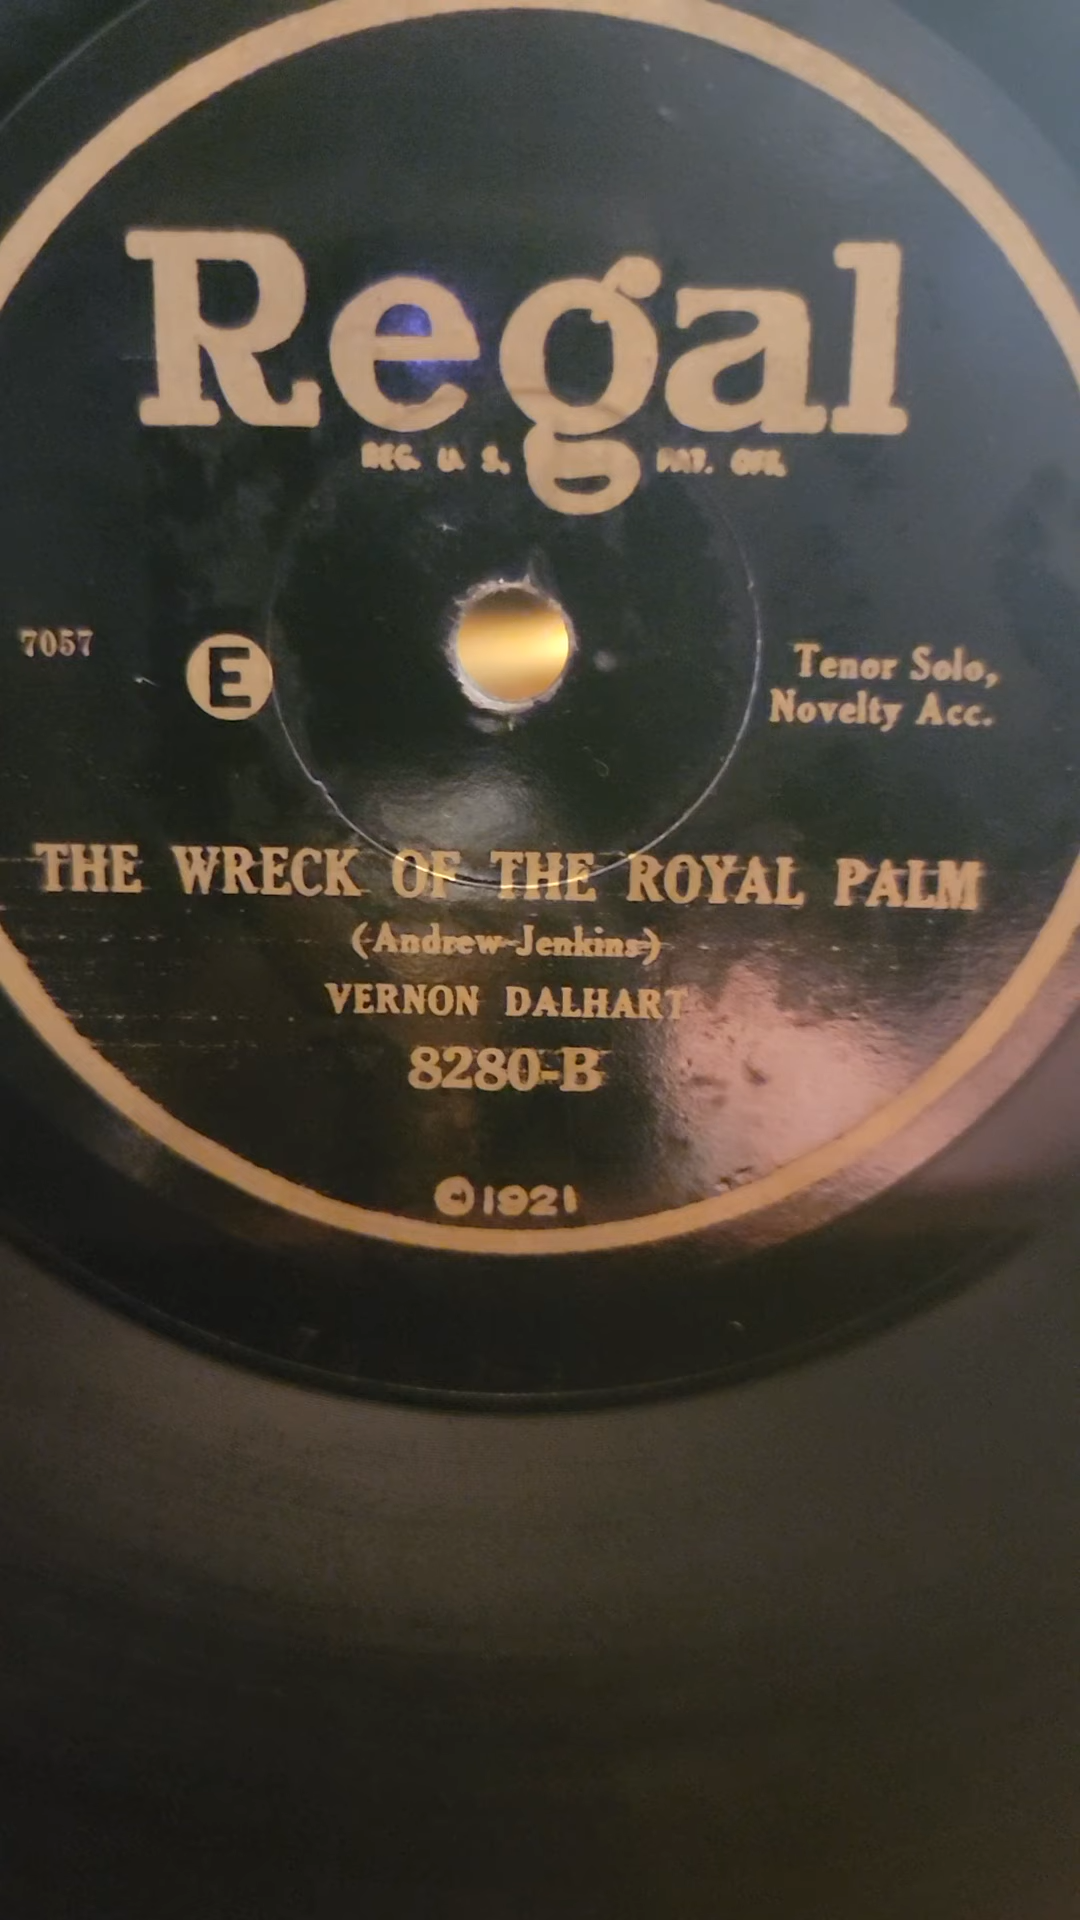 Regal
REG. U. S. PAT. OFF.
7057
E
Tenor Solo,
Novelty Acc.
THE WRECK OF THE ROYAL PALM
(Andrew Jenkins)
VERNON DALHART
8280-B
©1921